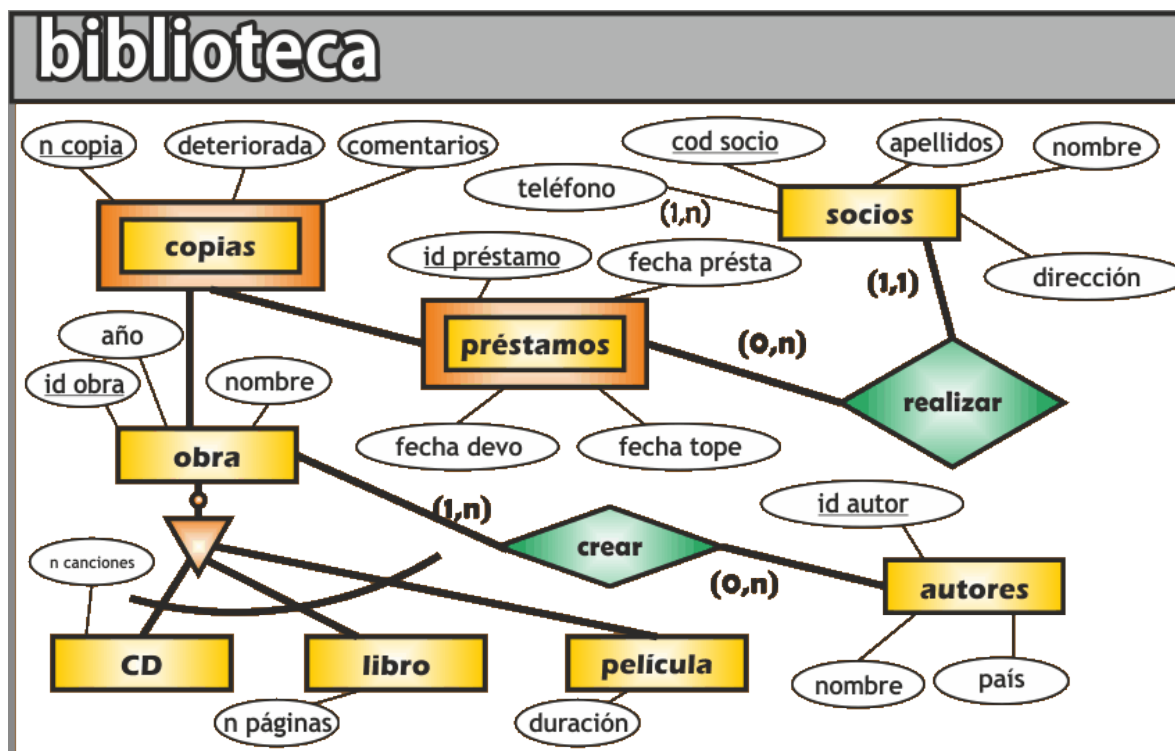 biblioteca
n copia
deteriorada
comentarios
cod socio
apellidos
nombre
teléfono
(1,n)
socios
copias
id préstamo
fecha présta
(1,1)
dirección
año
préstamos
(0,n)
id obra
nombre
realizar
fecha devo
fecha tope
obra
(1,n)
id autor
crear
n canciones
(0,n)
autores
CD
libro
película
nombre
país
n páginas
duración